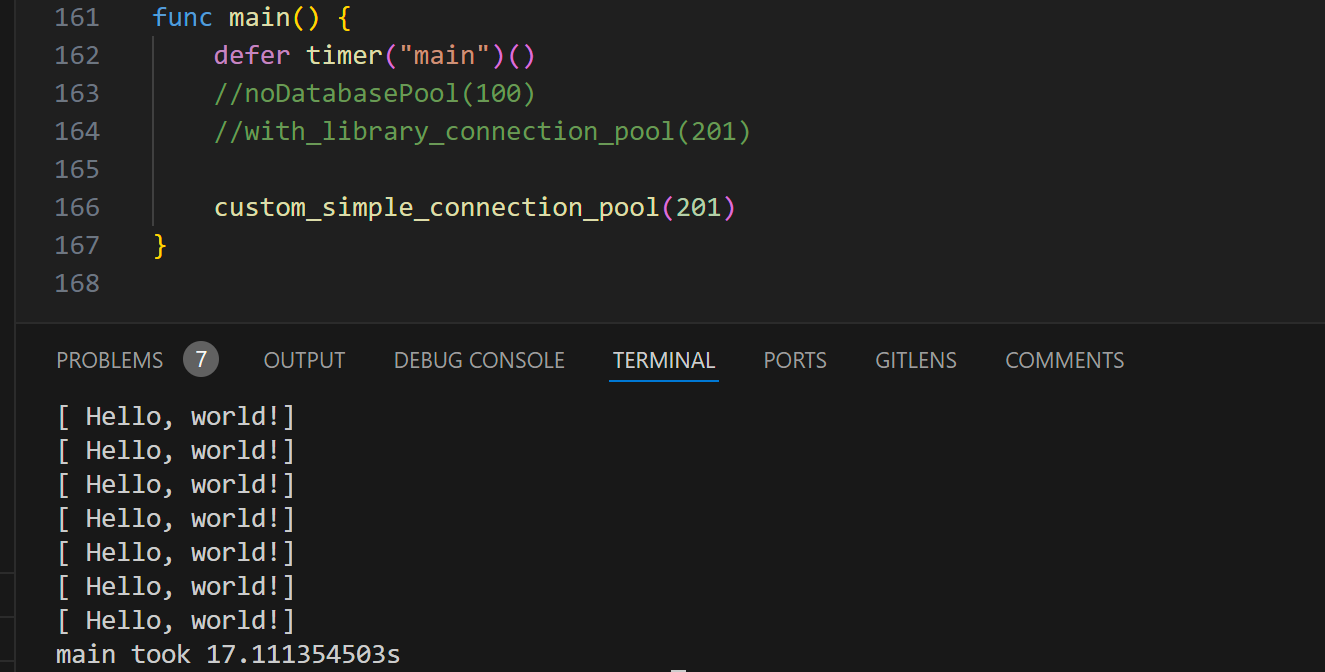 161 func main() {
162 defer timer("main")()
163 //noDatabasePool(100)
164 //with_library_connection_pool(201)
165
166 custom_simple_connection_pool(201)
167 }
168
PROBLEMS 7 OUTPUT DEBUG CONSOLE TERMINAL PORTS GITLENS COMMENTS
[ Hello, world!]
[ Hello, world!]
[ Hello, world!]
[ Hello, world!]
[ Hello, world!]
[ Hello, world!]
[ Hello, world!]
main took 17.111354503s